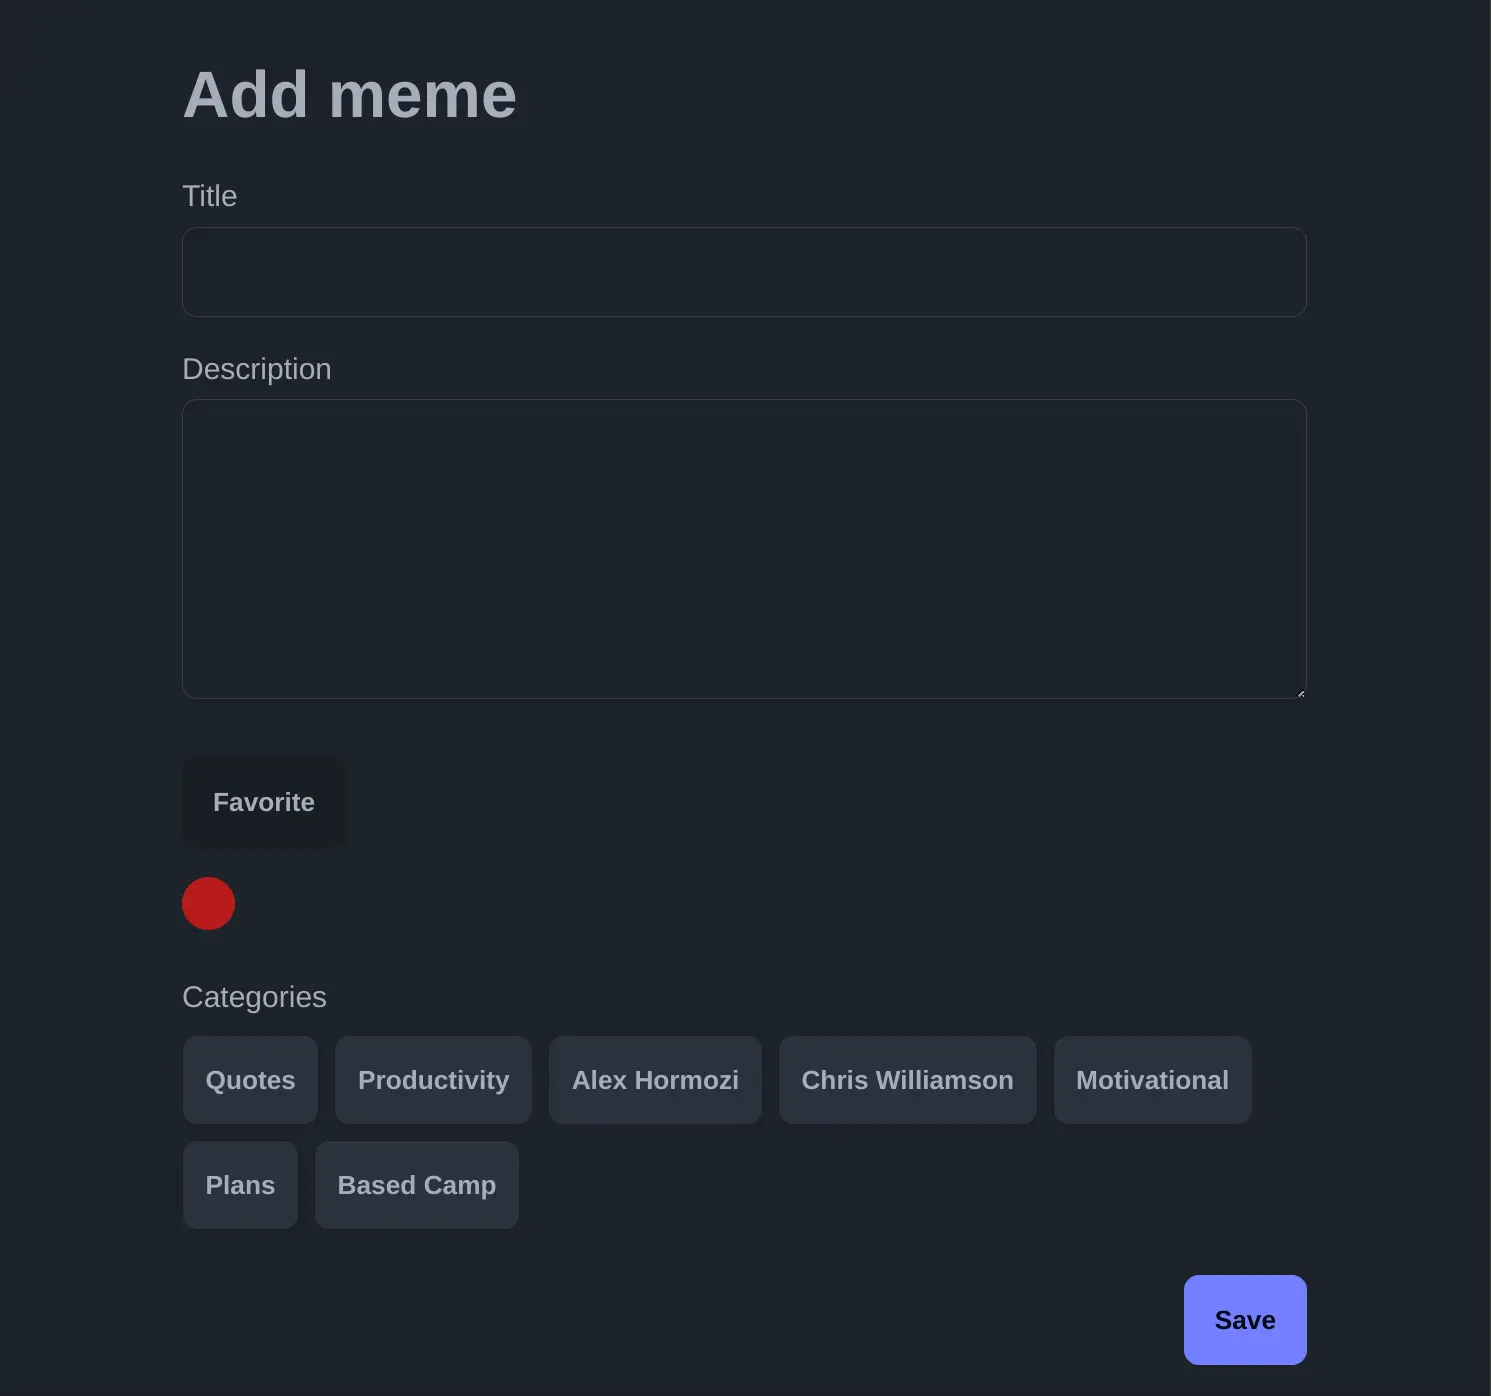 Add meme
Title
Description
Favorite
Categories
Quotes Productivity Alex Hormozi Chris Williamson Motivational
Plans Based Camp
Save